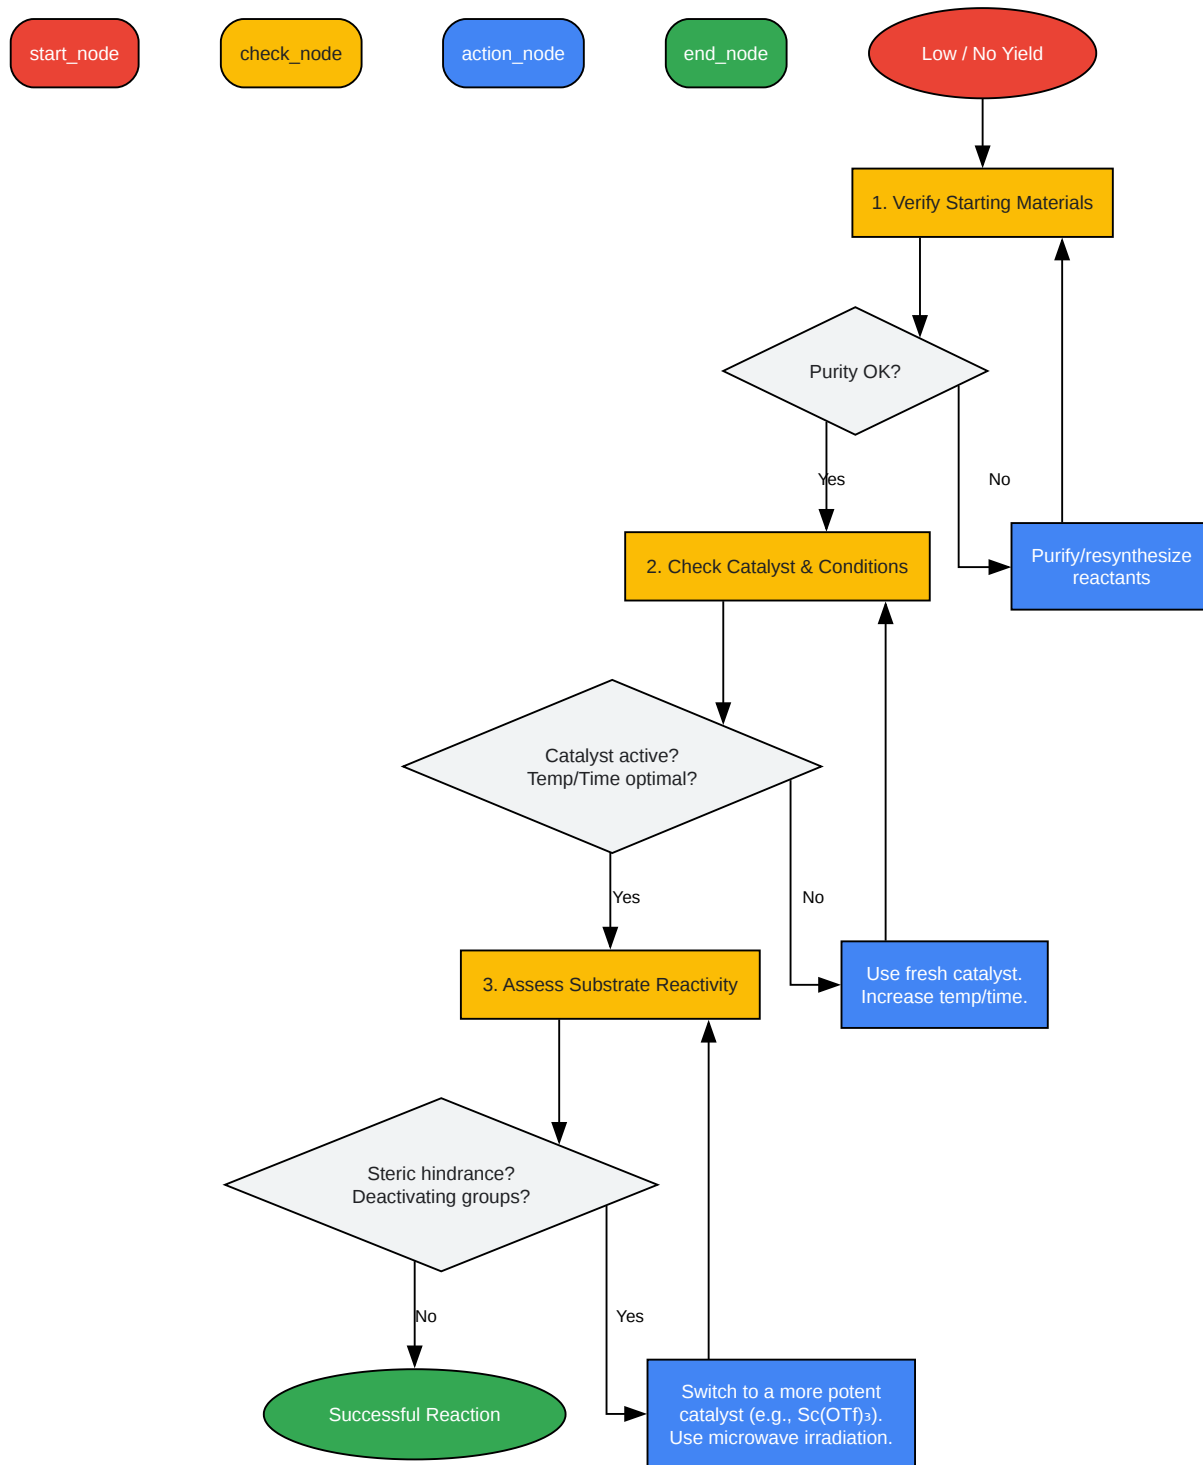 start_node
check_node
action_node
end_node
Low / No Yield
1. Verify Starting Materials
Purity OK?
Yes
No
2. Check Catalyst & Conditions
Purify/resynthesize
reactants
Catalyst active?
Temp/Time optimal?
Yes
No
3. Assess Substrate Reactivity
Use fresh catalyst.
Increase temp/time.
Steric hindrance?
Deactivating groups?
No
Yes
Successful Reaction
Switch to a more potent
catalyst (e.g., Sc(OTf)₃).
Use microwave irradiation.